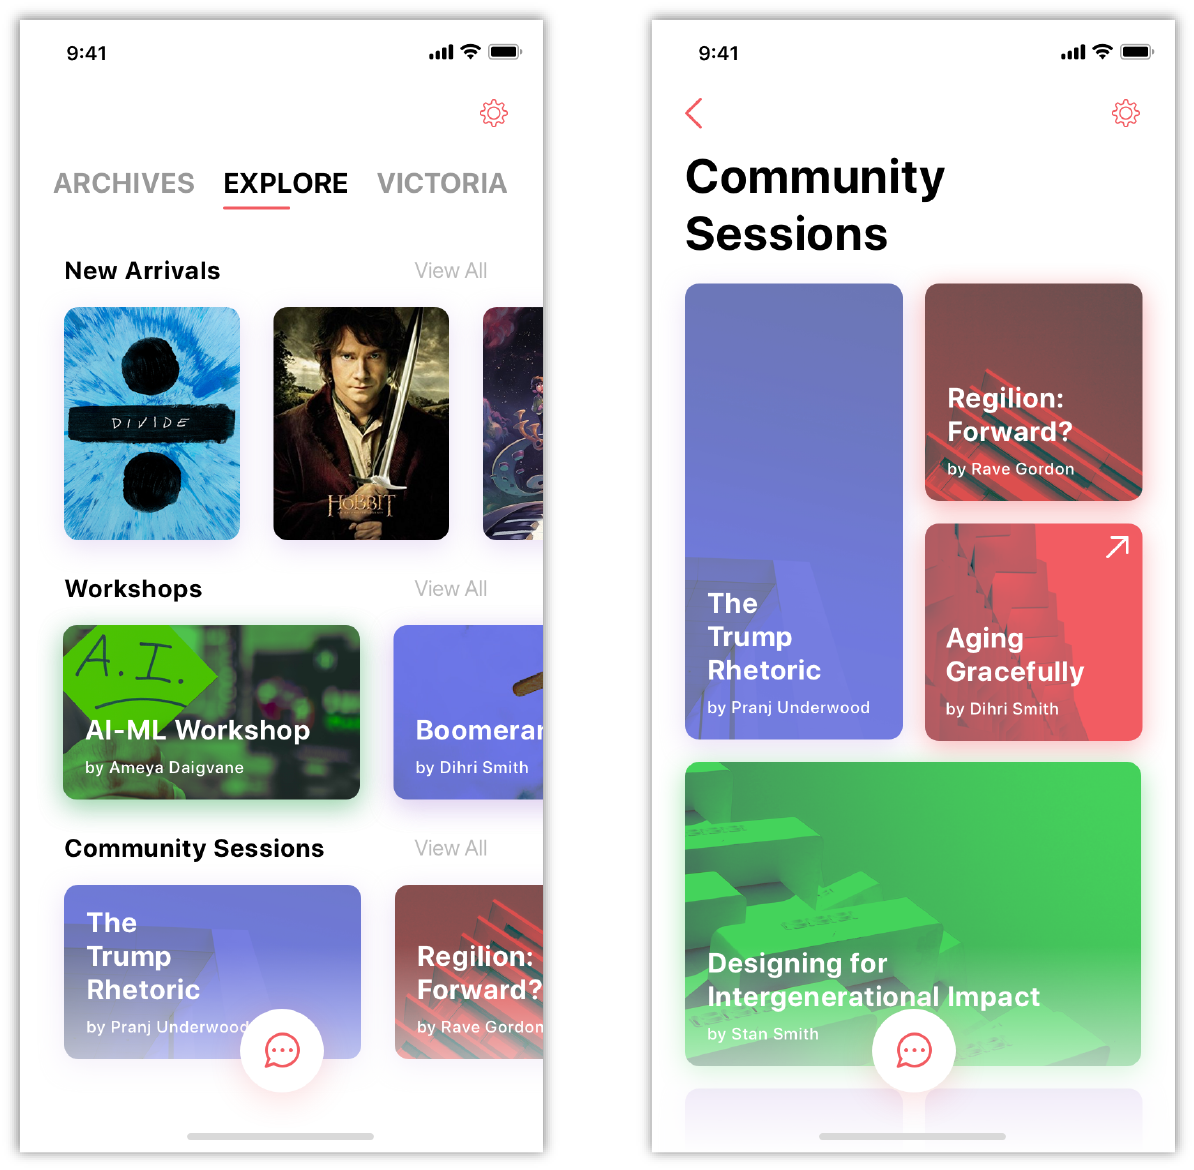 9:41
ARCHIVES EXPLORE VICTORIA
New Arrivals View All
DIVIDE
THE HOBBIT
Workshops View All
A.I.
AI-ML Workshop
by Ameya Daigvane
Boomeran
by Dihri Smith
Community Sessions View All
The
Trump
Rhetoric
by Pranj Underwood
Regilion:
Forward?
by Rave Gordon
9:41
Community
Sessions
The
Trump
Rhetoric
by Pranj Underwood
Regilion:
Forward?
by Rave Gordon
Aging
Gracefully
by Dihri Smith
Designing for
Intergenerational Impact
by Stan Smith